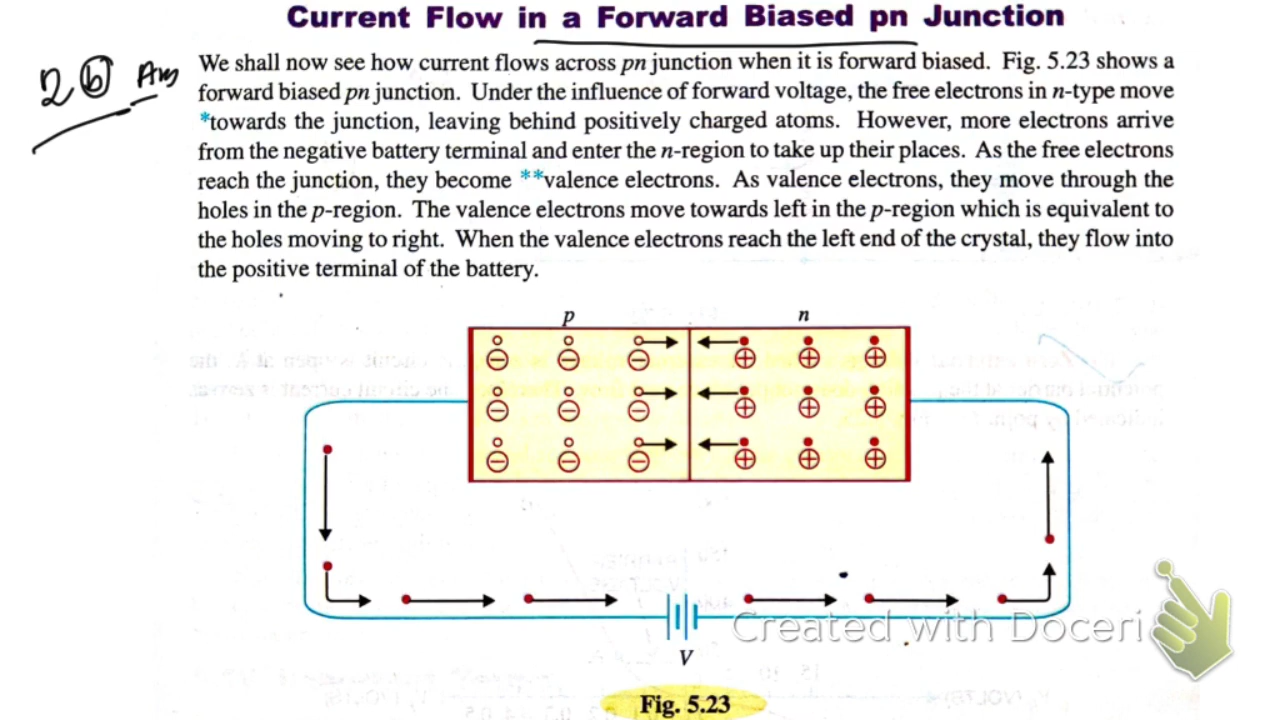 Current Flow in a Forward Biased pn Junction
2 (b) Ans
We shall now see how current flows across pn junction when it is forward biased. Fig. 5.23 shows a
forward biased pn junction. Under the influence of forward voltage, the free electrons in n-type move
*towards the junction, leaving behind positively charged atoms. However, more electrons arrive
from the negative battery terminal and enter the n-region to take up their places. As the free electrons
reach the junction, they become **valence electrons. As valence electrons, they move through the
holes in the p-region. The valence electrons move towards left in the p-region which is equivalent to
the holes moving to right. When the valence electrons reach the left end of the crystal, they flow into
the positive terminal of the battery.
p n
Created with Doceri
V
Fig. 5.23